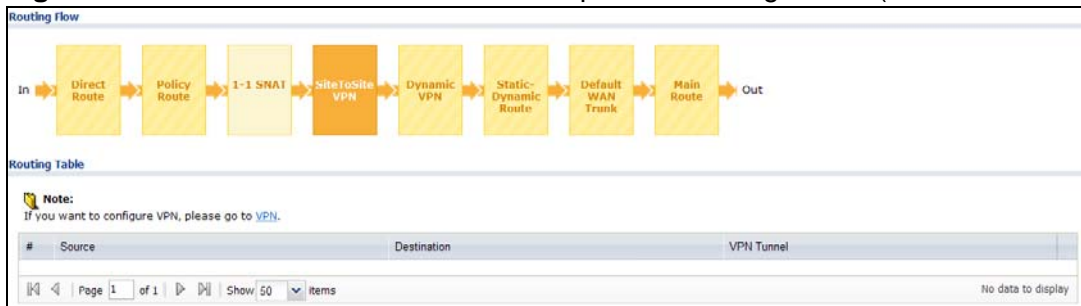 Routing Flow
In
Direct
Route
Policy
Route
1-1 SNAT
SiteToSite
VPN
Dynamic
VPN
Static-
Dynamic
Route
Default
WAN
Trunk
Main
Route
Out
Routing Table
Note:
If you want to configure VPN, please go to VPN.
# Source Destination VPN Tunnel
Page 1 of 1 Show 50 items No data to display